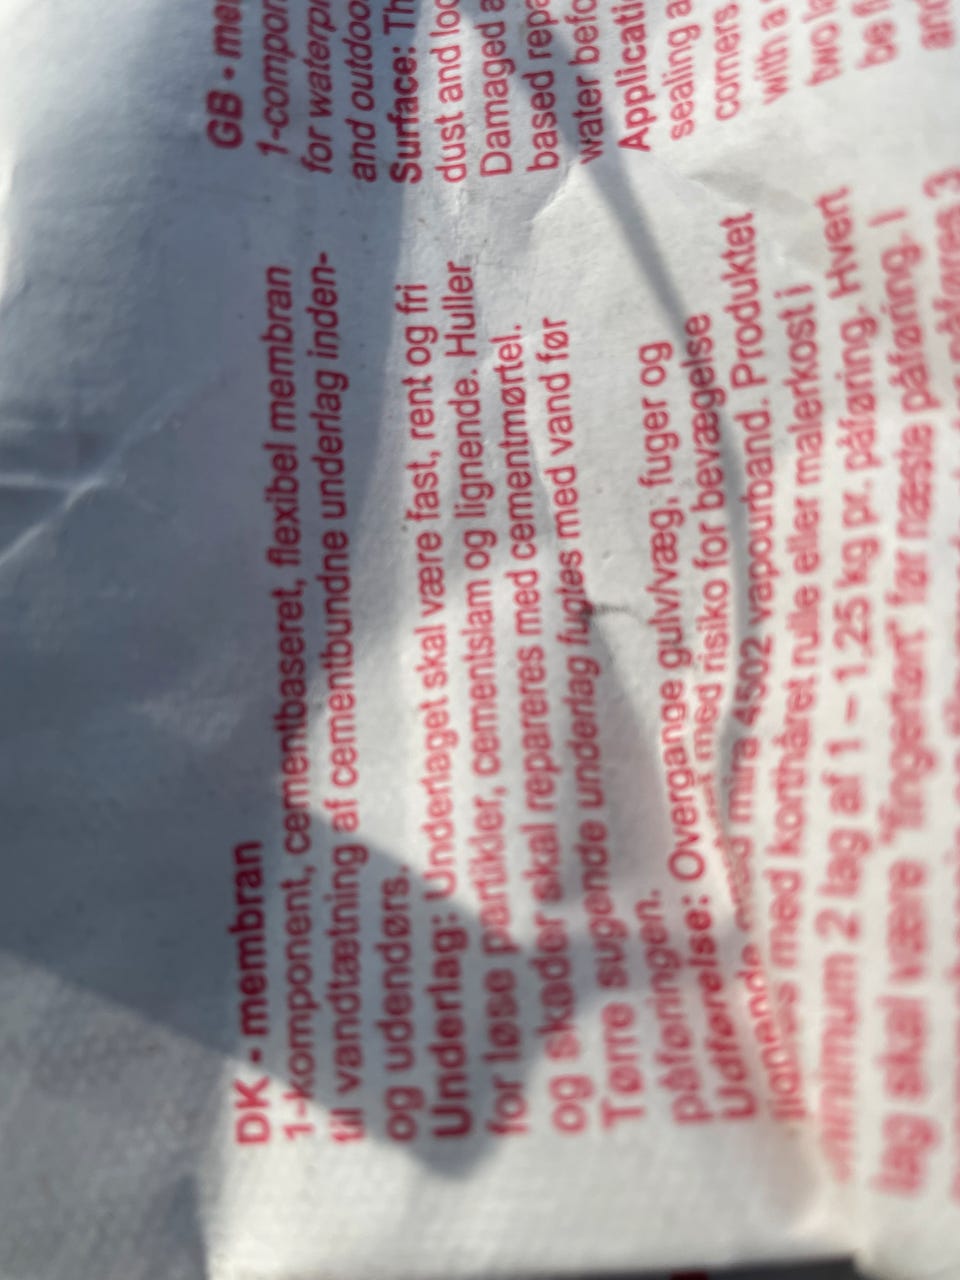 DK - membran
1-komponent, cementbaseret, flexibel membran
til vandtætning af cementbundne underlag inden-
og udendørs.
Underlag: Underlaget skal være fast, rent og fri
for løse partikler, cementslam og lignende. Huller
og skader skal repareres med cementmørtel.
Tørre sugende underlag fugtes med vand før
påføringen.
Udførelse: Overgange gulv/væg, fuger og
lignende med risiko for bevægelse
med mira 4502 vapourband. Produktet
med korthåret rulle eller malerkost i
minimum 2 lag af 1 – 1,25 kg pr. påføring. Hvert
lag skal være "fingertørt" før næste påføring. I
påføres 3
GB - mem
1-compon
for waterpr
and outdoo
Surface: Th
dust and loo
Damaged a
based repa
water befo
Applicati
sealing a
corners
with a
two la
be f
and